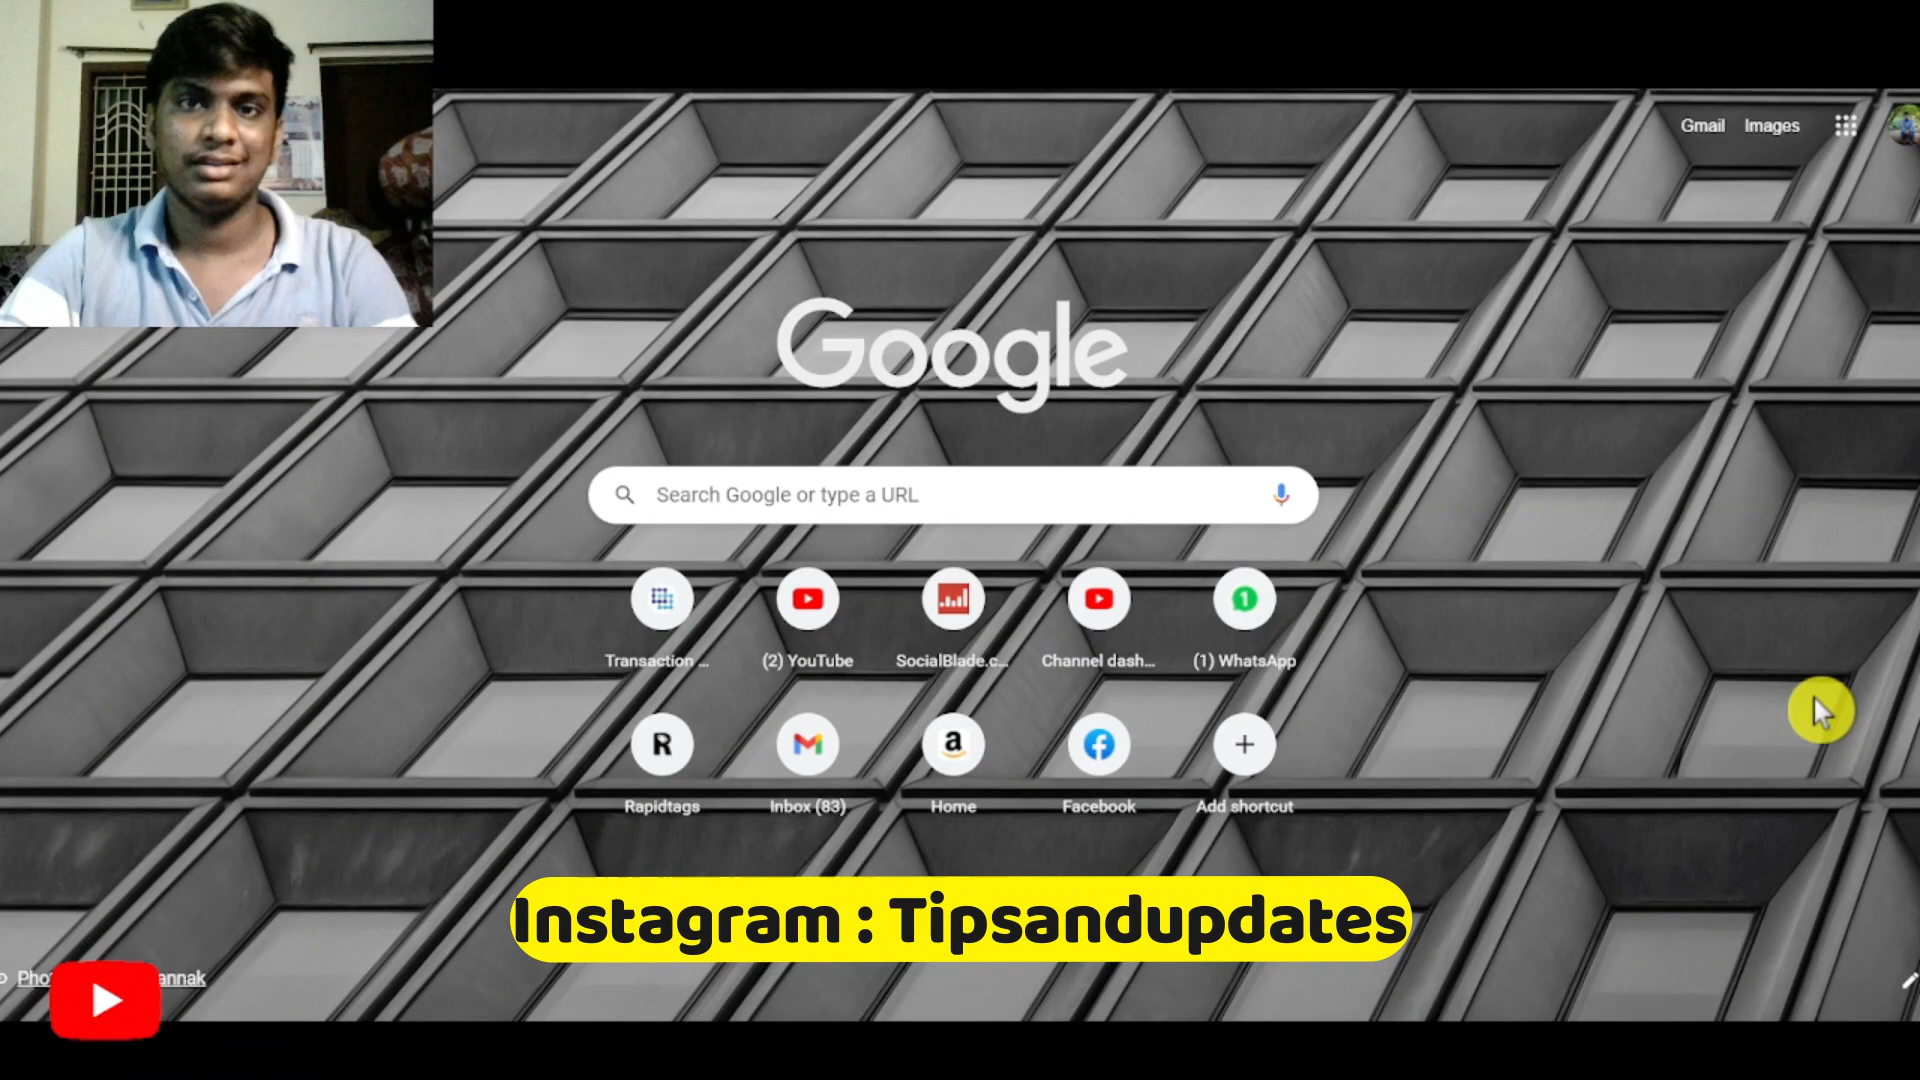 Gmail Images
Google
Search Google or type a URL
Transaction ... (2) YouTube SocialBlade.c... Channel dash... (1) WhatsApp
Rapidtags Inbox (83) Home Facebook Add shortcut
Instagram : Tipsandupdates